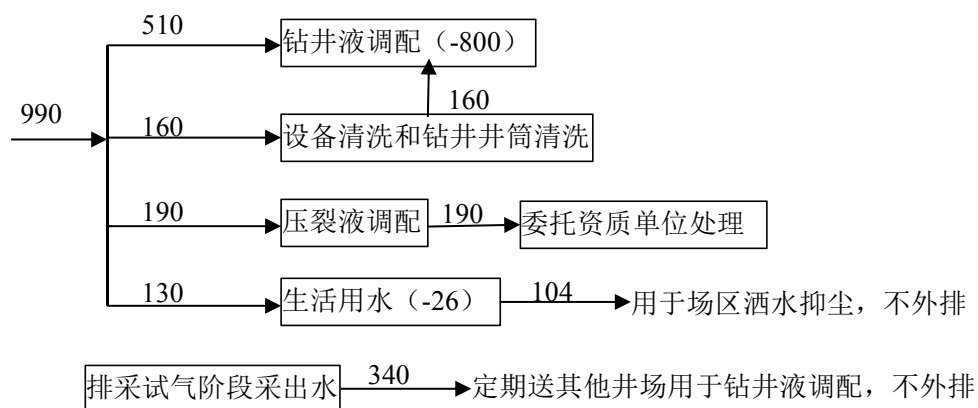 510
钻井液调配（-800）
990
160
160
设备清洗和钻井井筒清洗
190
压裂液调配
190
委托资质单位处理
130
生活用水（-26）
104
用于场区洒水抑尘，不外排
排采试气阶段采出水
340
定期送其他井场用于钻井液调配，不外排